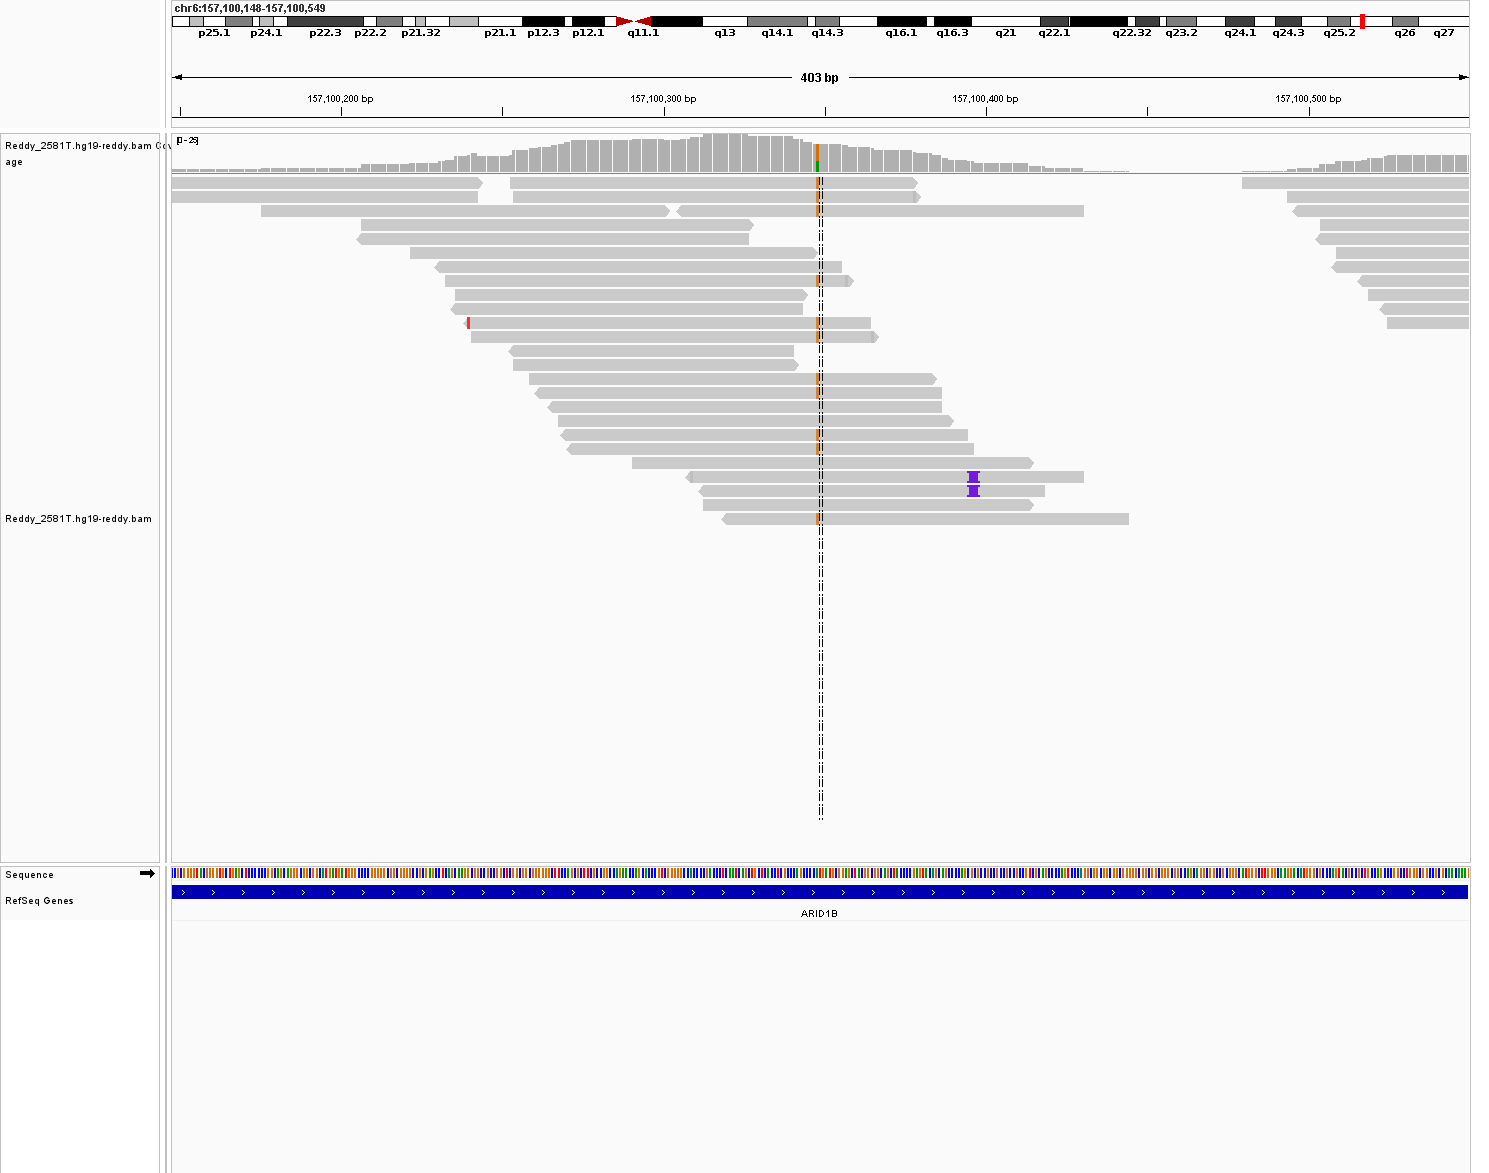 chr6:157,100,148-157,100,549
p25.1 p24.1 p22.3 p22.2 p21.32 p21.1 p12.3 p12.1 q11.1 q13 q14.1 q14.3 q16.1 q16.3 q21 q22.1 q22.32 q23.2 q24.1 q24.3 q25.2 q26 q27
403 bp
157,100,200 bp 157,100,300 bp 157,100,400 bp 157,100,500 bp
Reddy_2581T.hg19-reddy.bam Cov
age
[0-25]
Reddy_2581T.hg19-reddy.bam
Sequence
RefSeq Genes
ARID1B